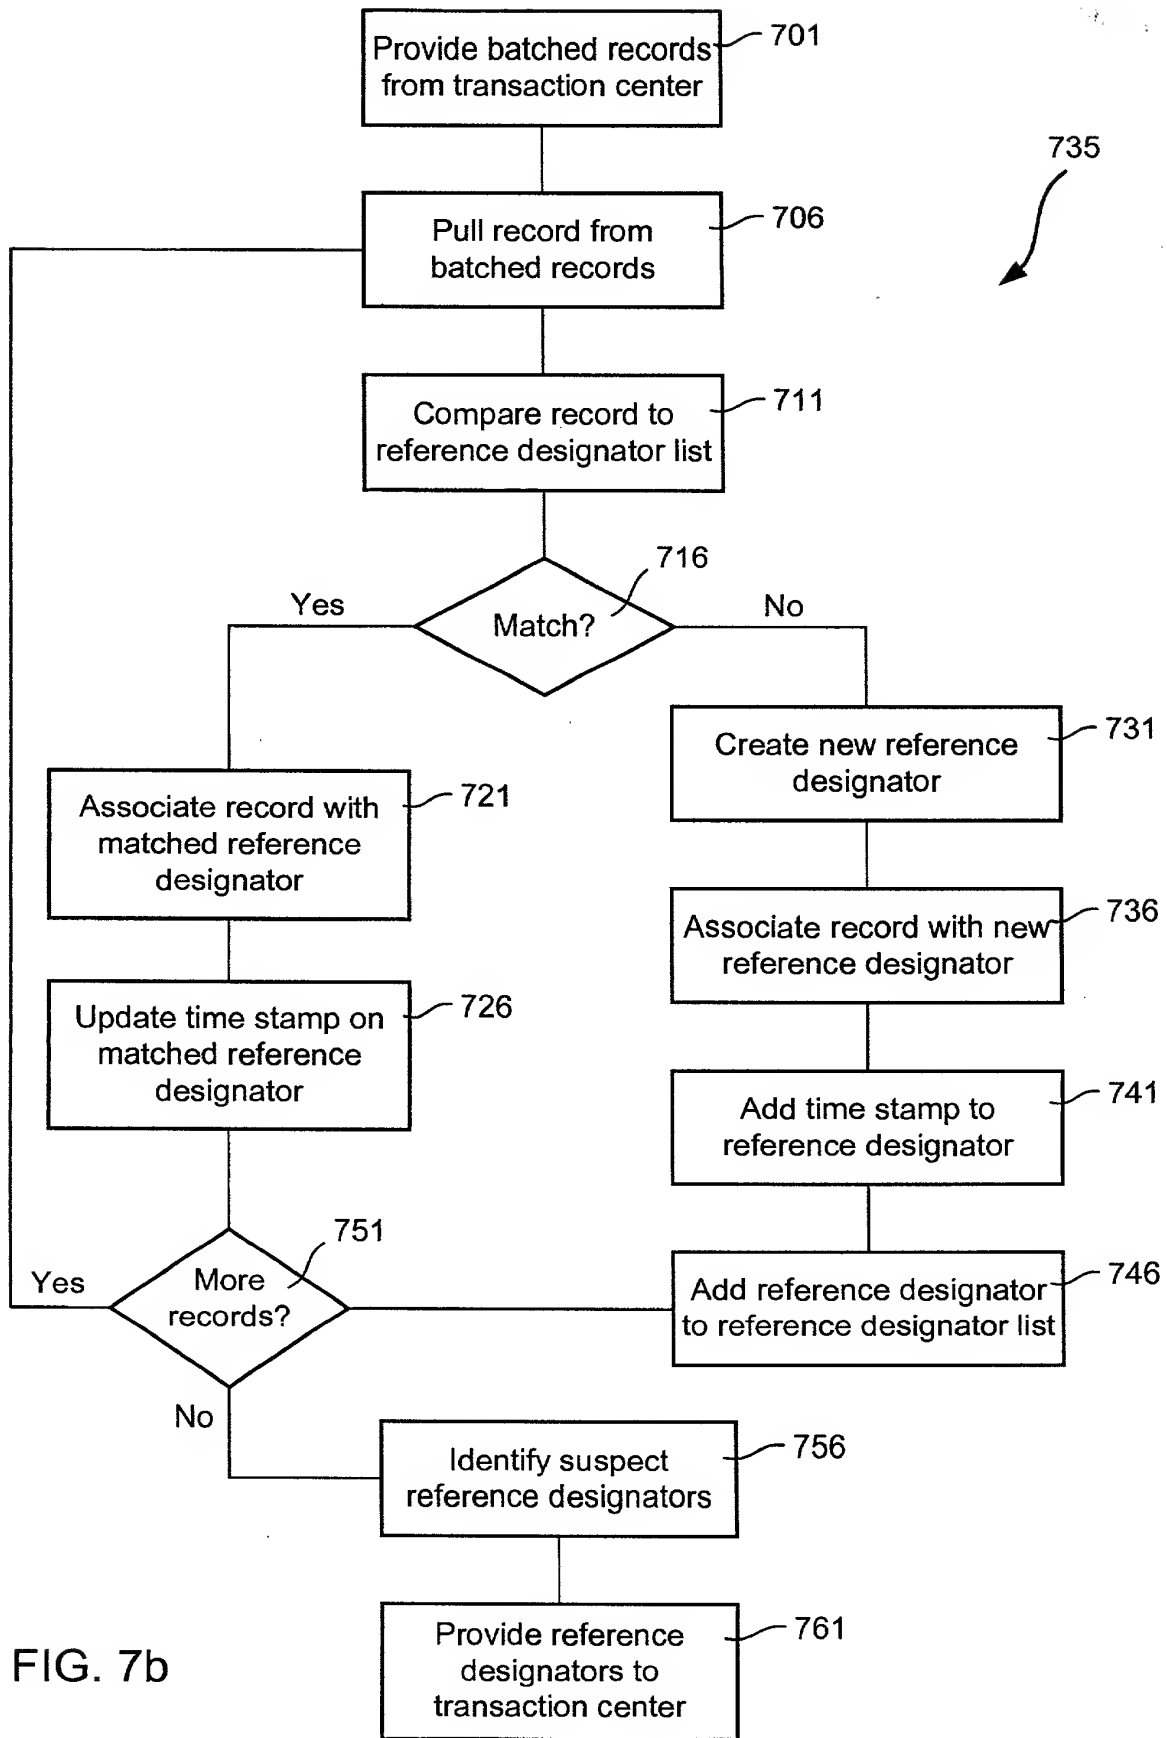 Provide batched records
from transaction center
701
735
Pull record from
batched records
706
Compare record to
reference designator list
711
716
Yes
Match?
No
Create new reference
designator
731
Associate record with
matched reference
designator
721
Associate record with new
reference designator
736
Update time stamp on
matched reference
designator
726
Add time stamp to
reference designator
741
751
Yes
More
records?
Add reference designator
to reference designator list
746
No
Identify suspect
reference designators
756
Provide reference
designators to
transaction center
761
FIG. 7b